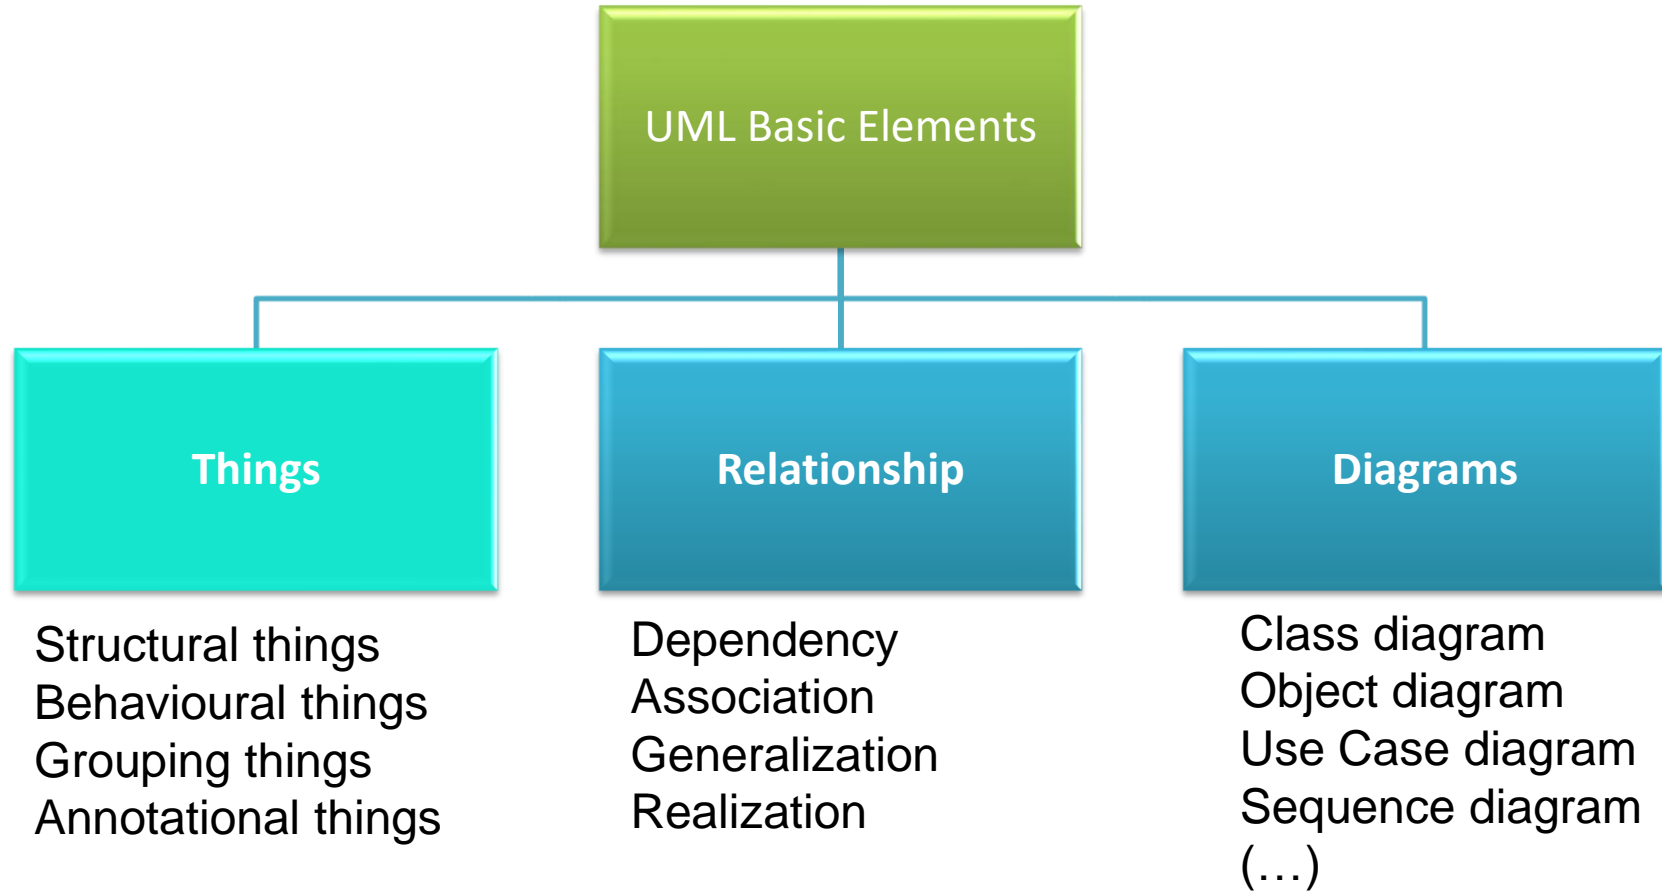 UML Basic Elements
Things
Structural things
Behavioural things
Grouping things
Annotational things
Relationship
Dependency
Association
Generalization
Realization
Diagrams
Class diagram
Object diagram
Use Case diagram
Sequence diagram
(…)